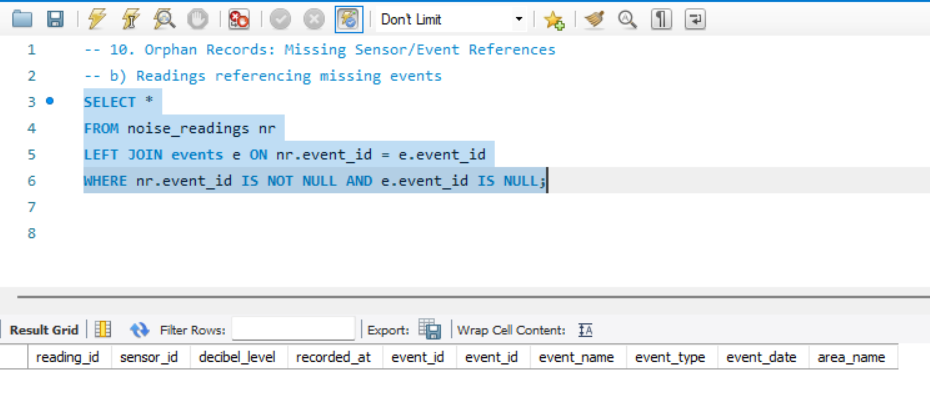 Don't Limit
1 -- 10. Orphan Records: Missing Sensor/Event References
2 -- b) Readings referencing missing events
3 SELECT *
4 FROM noise_readings nr
5 LEFT JOIN events e ON nr.event_id = e.event_id
6 WHERE nr.event_id IS NOT NULL AND e.event_id IS NULL;
7
8
Result Grid Filter Rows: Export: Wrap Cell Content: IA
reading_id sensor_id decibel_level recorded_at event_id event_id event_name event_type event_date area_name